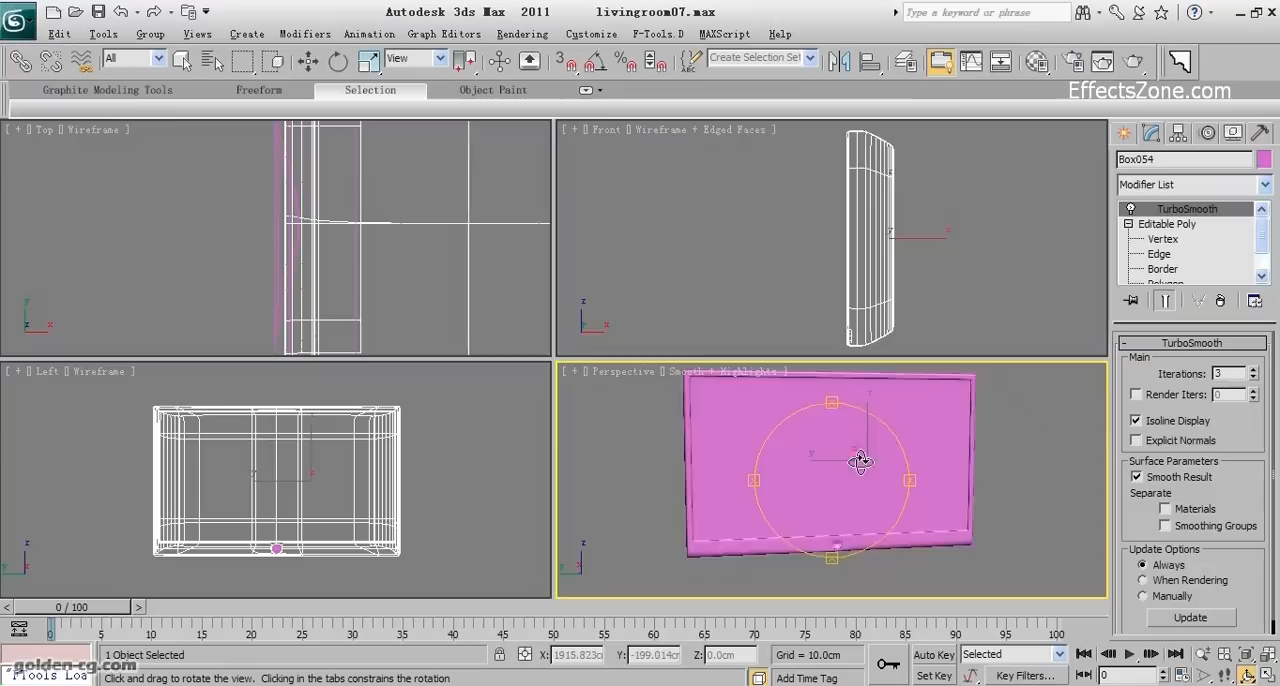 Autodesk 3ds Max 2011 livingroom07.max
Type a keyword or phrase
Edit Tools Group Views Create Modifiers Animation Graph Editors Rendering Customize F-Tools.D MAXScript Help
All View Create Selection Set
Graphite Modeling Tools Freeform Selection Object Paint
EffectsZone.com
[ + [] Top [] Wireframe ]
[ + [] Front [] Wireframe + Edged Faces ]
Box054
Modifier List
TurboSmooth
Editable Poly
Vertex
Edge
Border
Polygon
[ + [] Left [] Wireframe ]
[ + [] Perspective [] Smooth + Highlights ]
- TurboSmooth
Main
Iterations: 3
Render Iters: 0
Isoline Display
Explicit Normals
Surface Parameters
Smooth Result
Separate
Materials
Smoothing Groups
Update Options
Always
When Rendering
Manually
Update
< 0 / 100 >
0 5 10 15 20 25 30 35 40 45 50 55 60 65 70 75 80 85 90 95 100
1 Object Selected X: 1915.823c Y: -199.014c Z: 0.0cm Grid = 10.0cm Auto Key Selected
golden-cg.com
"FTools Loa Click and drag to rotate the view. Clicking in the tabs constrains the rotation Add Time Tag Set Key Key Filters... 0